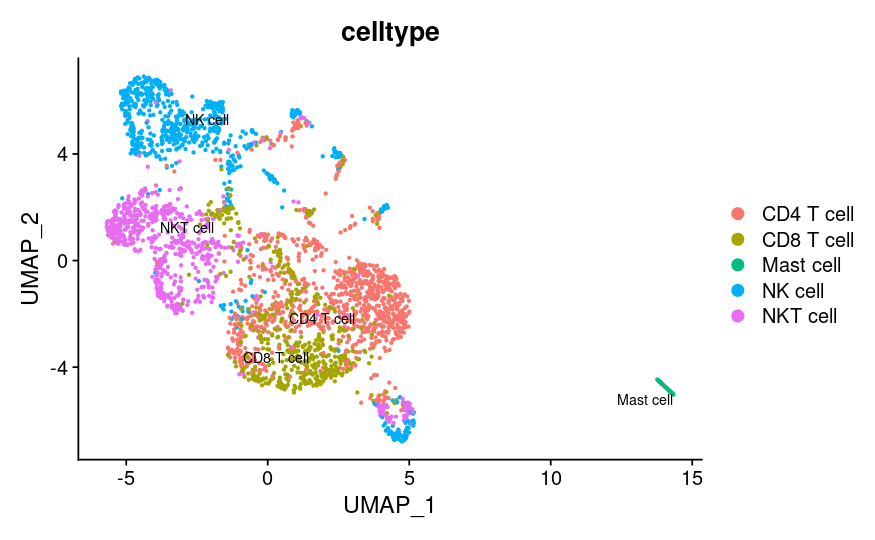 celltype
NK cell
4
NKT cell
0
UMAP_2
CD4 T cell
CD8 T cell
-4
Mast cell
-5
0
5
10
15
UMAP_1
CD4 T cell
CD8 T cell
Mast cell
NK cell
NKT cell